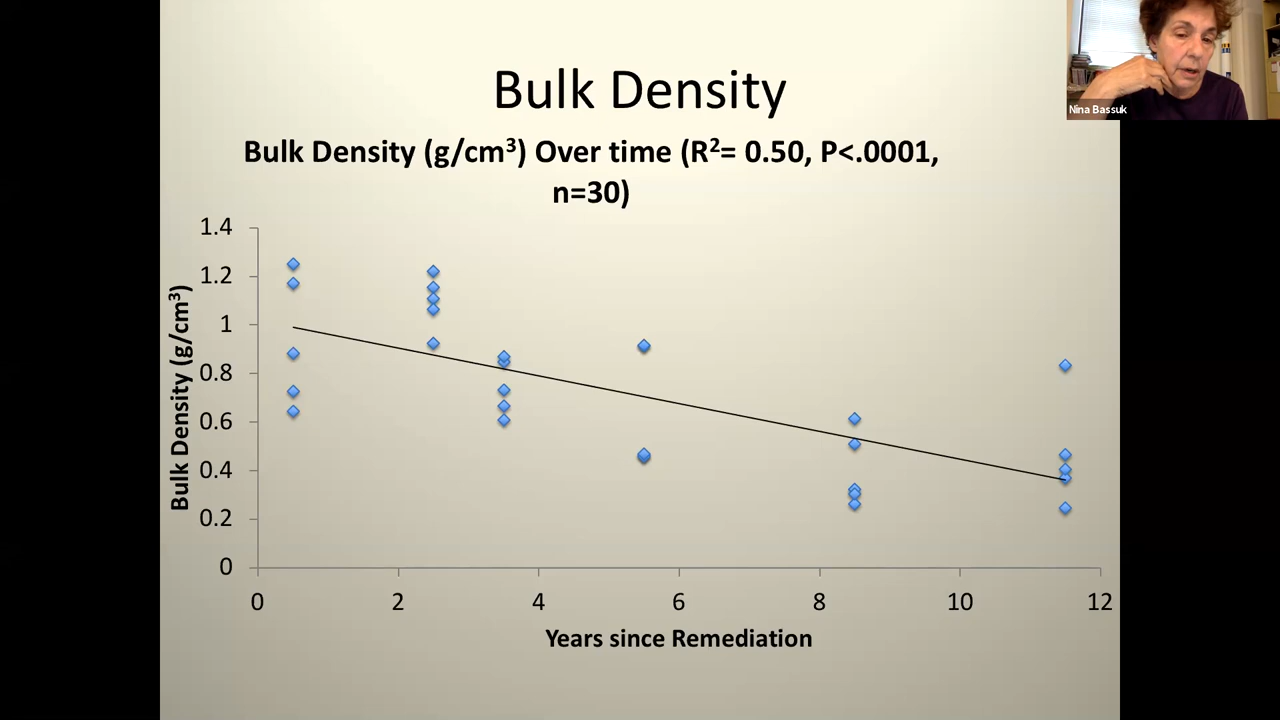 Bulk Density
Nina Bassuk
Bulk Density (g/cm³) Over time (R²= 0.50, P<.0001,
n=30)
Bulk Density (g/cm³)
1.4
1.2
1
0.8
0.6
0.4
0.2
0
0 2 4 6 8 10 12
Years since Remediation